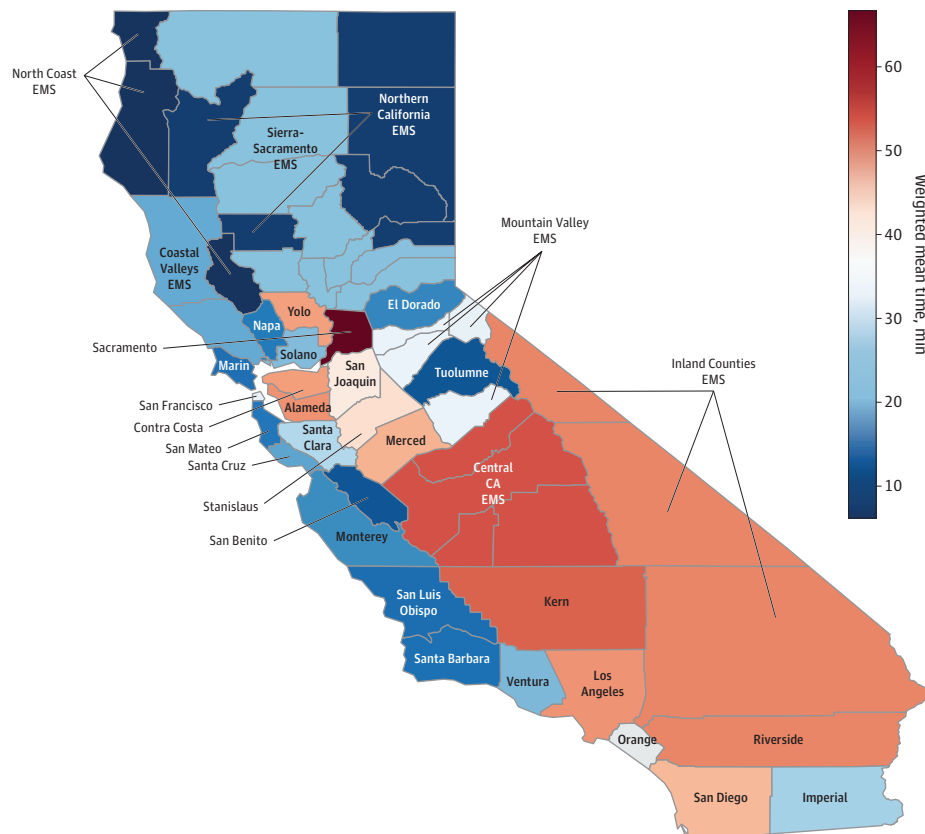 North Coast
EMS
Northern
California
EMS
Sierra-
Sacramento
EMS
Mountain Valley
EMS
Coastal
Valleys
EMS
El Dorado
Yolo
Napa
Sacramento
Solano
Marin
San
Joaquin
Tuolumne
Inland Counties
EMS
San Francisco
Alameda
Contra Costa
Santa
Clara
Merced
San Mateo
Santa Cruz
Central
CA
EMS
Stanislaus
San Benito
Monterey
San Luis
Obispo
Kern
Santa Barbara
Ventura
Los
Angeles
Orange
Riverside
San Diego
Imperial
60
50
40
30
20
10
weighted mean time, min